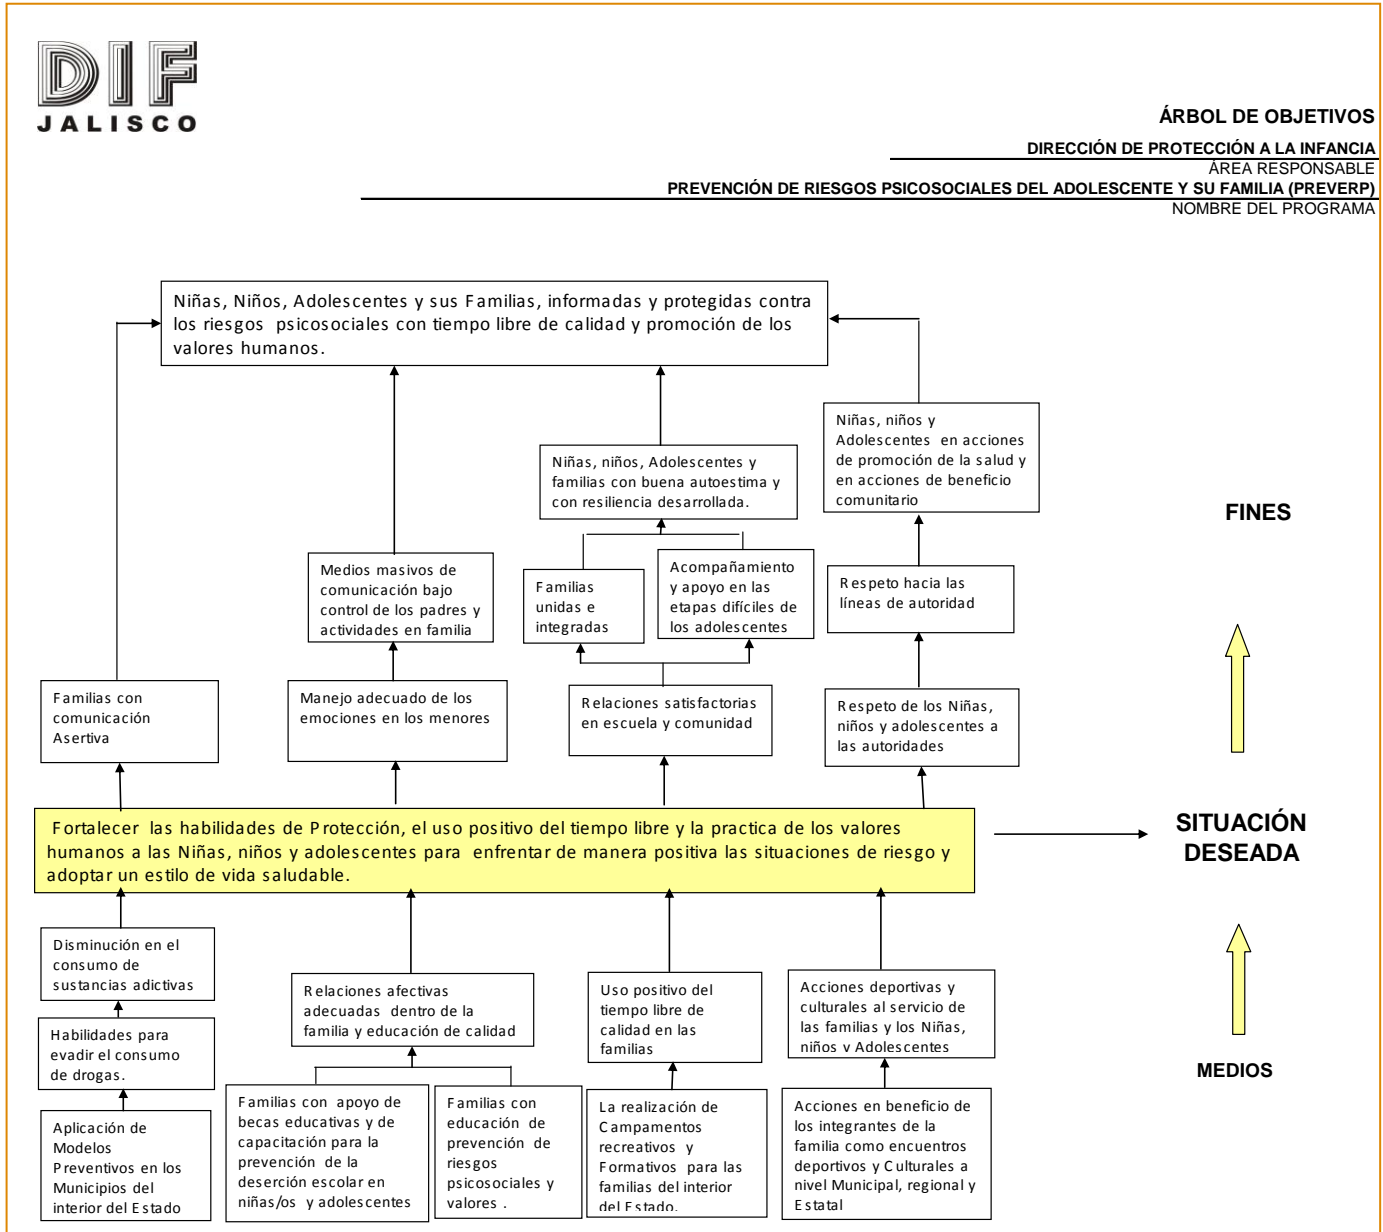 DIF
JALISCO
ÁRBOL DE OBJETIVOS
DIRECCIÓN DE PROTECCIÓN A LA INFANCIA
ÁREA RESPONSABLE
PREVENCIÓN DE RIESGOS PSICOSOCIALES DEL ADOLESCENTE Y SU FAMILIA (PREVERP)
NOMBRE DEL PROGRAMA
Niñas, Niños, Adolescentes y sus Familias, informadas y protegidas contra
los riesgos psicosociales con tiempo libre de calidad y promoción de los
valores humanos.
Niñas, niños y
Adolescentes en acciones
de promoción de la salud y
en acciones de beneficio
comunitario
Niñas, niños, Adolescentes y
familias con buena autoestima y
con resiliencia desarrollada.
FINES
Medios masivos de
comunicación bajo
control de los padres y
actividades en familia
Familias
unidas e
integradas
Acompañamiento
y apoyo en las
etapas difíciles de
los adolescentes
Respeto hacia las
líneas de autoridad
Familias con
comunicación
Asertiva
Manejo adecuado de los
emociones en los menores
Relaciones satisfactorias
en escuela y comunidad
Respeto de los Niñas,
niños y adolescentes a
las autoridades
Fortalecer las habilidades de Protección, el uso positivo del tiempo libre y la practica de los valores
humanos a las Niñas, niños y adolescentes para enfrentar de manera positiva las situaciones de riesgo y
adoptar un estilo de vida saludable.
SITUACIÓN
DESEADA
Disminución en el
consumo de
sustancias adictivas
Relaciones afectivas
adecuadas dentro de la
familia y educación de calidad
Uso positivo del
tiempo libre de
calidad en las
familias
Acciones deportivas y
culturales al servicio de
las familias y los Niñas,
niños y Adolescentes
Habilidades para
evadir el consumo
de drogas.
MEDIOS
Aplicación de
Modelos
Preventivos en los
Municipios del
interior del Estado
Familias con apoyo de
becas educativas y de
capacitación para la
prevención de la
deserción escolar en
niñas/os y adolescentes
Familias con
educación de
prevención de
riesgos
psicosociales y
valores .
La realización de
Campamentos
recreativos y
Formativos para las
familias del interior
del Estado.
Acciones en beneficio de
los integrantes de la
familia como encuentros
deportivos y Culturales a
nivel Municipal, regional y
Estatal